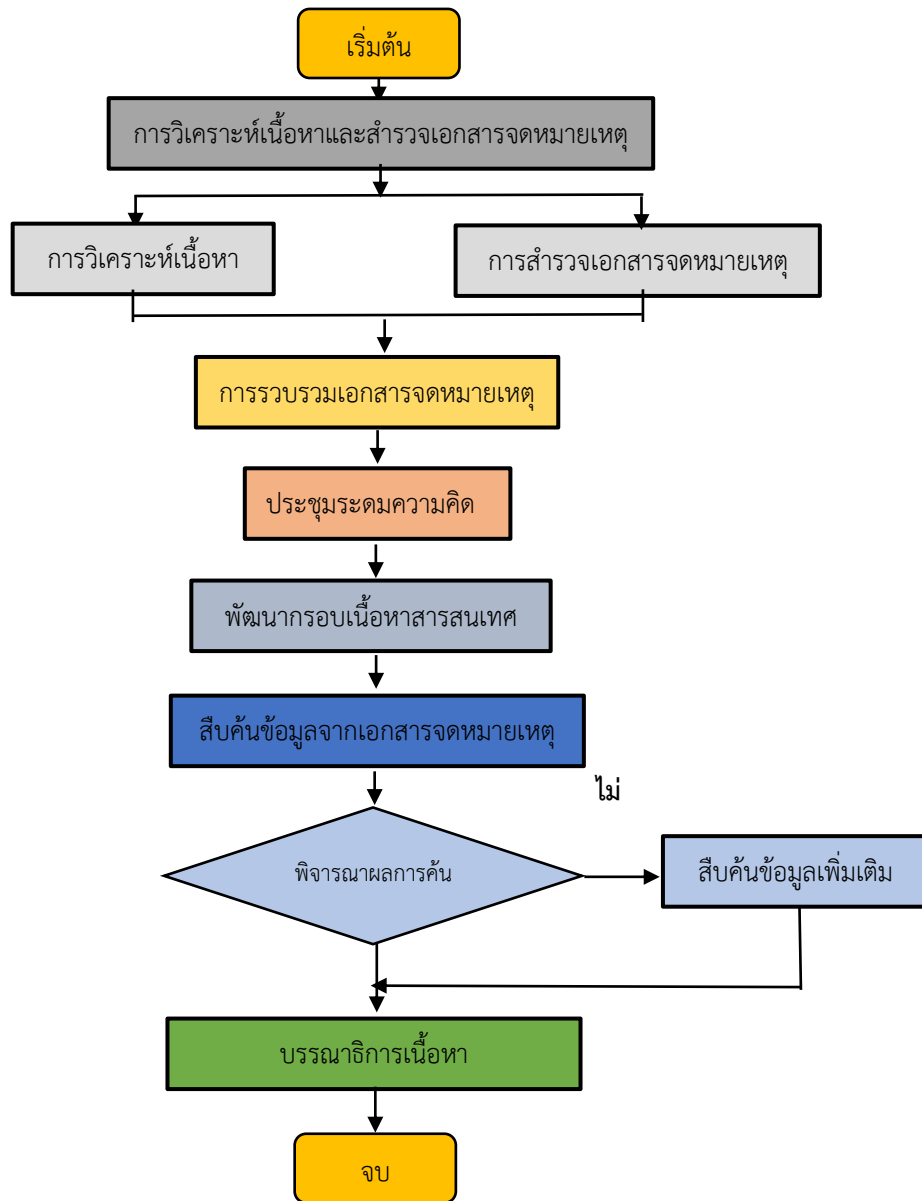 เริ่มต้น
การวิเคราะห์เนื้อหาและสำรวจเอกสารจดหมายเหตุ
การวิเคราะห์เนื้อหา
การสำรวจเอกสารจดหมายเหตุ
การรวบรวมเอกสารจดหมายเหตุ
ประชุมระดมความคิด
พัฒนากรอบเนื้อหาสารสนเทศ
สืบค้นข้อมูลจากเอกสารจดหมายเหตุ
ไม่
พิจารณาผลการค้น
สืบค้นข้อมูลเพิ่มเติม
บรรณาธิการเนื้อหา
จบ